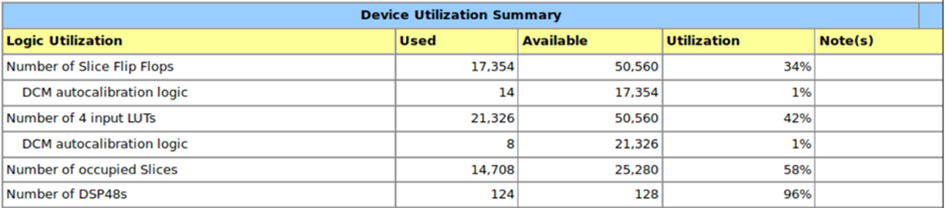 Device Utilization Summary
Logic Utilization Used Available Utilization Note(s)
Number of Slice Flip Flops 17,354 50,560 34%
DCM autocalibration logic 14 17,354 1%
Number of 4 input LUTs 21,326 50,560 42%
DCM autocalibration logic 8 21,326 1%
Number of occupied Slices 14,708 25,280 58%
Number of DSP48s 124 128 96%